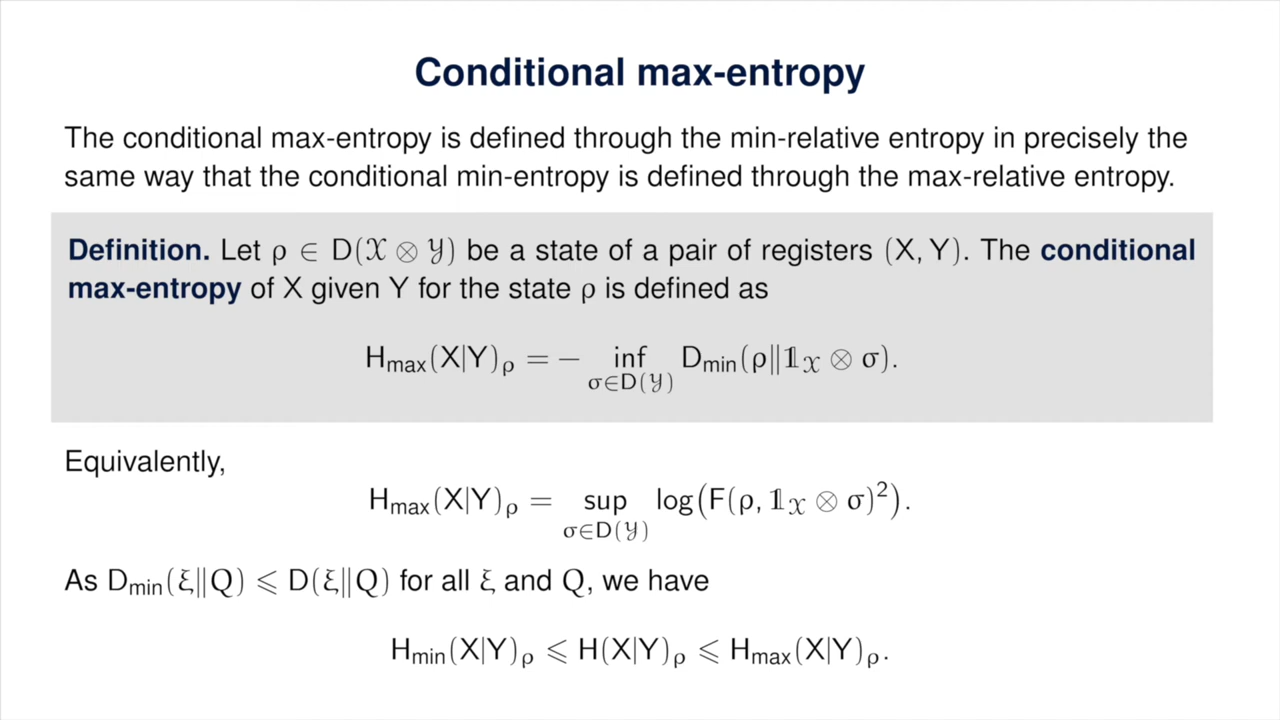 Conditional max-entropy
The conditional max-entropy is defined through the min-relative entropy in precisely the
same way that the conditional min-entropy is defined through the max-relative entropy.
Definition. Let ρ ∈ D(𝒳 ⊗ 𝒴) be a state of a pair of registers (X, Y). The conditional
max-entropy of X given Y for the state ρ is defined as
H_max(X|Y)_ρ = − inf_{σ∈D(𝒴)} D_min(ρ‖𝟙_𝒳 ⊗ σ).
Equivalently,
H_max(X|Y)_ρ = sup_{σ∈D(𝒴)} log(F(ρ, 𝟙_𝒳 ⊗ σ)²).
As D_min(ξ‖Q) ⩽ D(ξ‖Q) for all ξ and Q, we have
H_min(X|Y)_ρ ⩽ H(X|Y)_ρ ⩽ H_max(X|Y)_ρ.